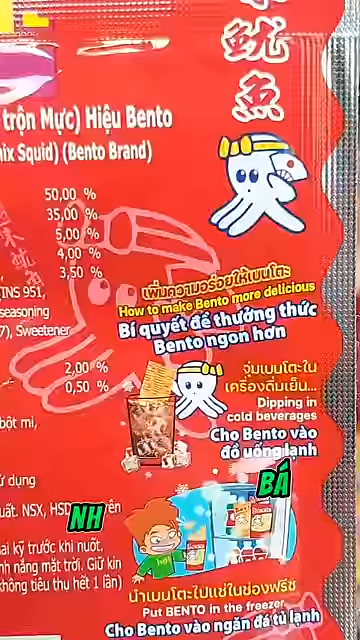 魷
魚
trộn Mực) Hiệu Bento
mix Squid) (Bento Brand)
50,00 %
35,00 %
5,00 %
4,00 %
3,50 %
INS 951,
seasoning
7), Sweetener
2,00 %
0,50 %
เพิ่มความอร่อยให้เบนโตะ
How to make Bento more delicious
Bí quyết để thưởng thức
Bento ngon hơn
จุ่มเบนโตะใน
เครื่องดื่มเย็น...
Dipping in
cold beverages
Cho Bento vào
đồ uống lạnh
bột mì,
sử dụng
uất. NSX, HSD
NH
BÁ
ai kỹ trước khi nuốt.
nh nắng mặt trời. Giữ kín
không tiêu thụ hết 1 lần)
นำเบนโตะไปแช่ในช่องฟรีซ
Put BENTO in the freezer
Cho Bento vào ngăn đá tủ lạnh